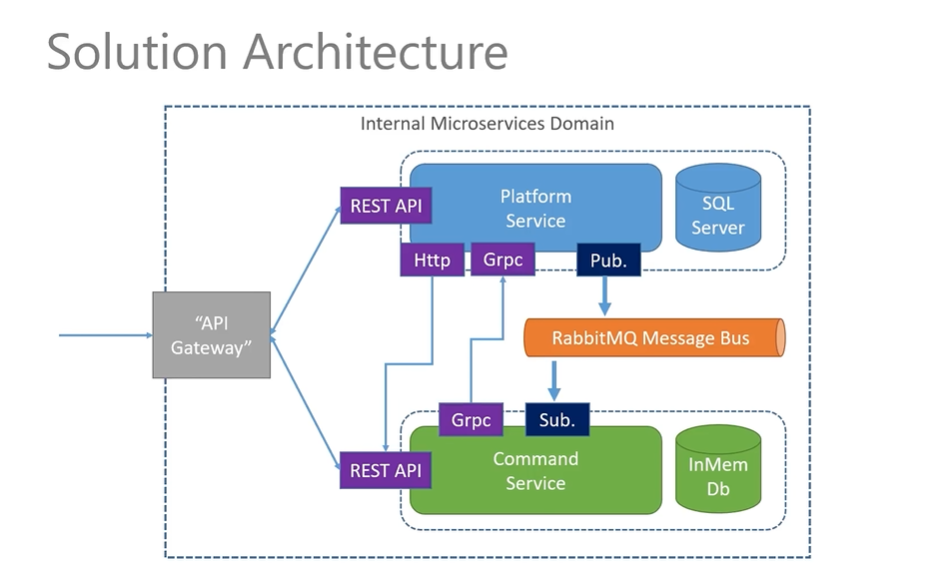 Solution Architecture
Internal Microservices Domain
REST API
Platform
Service
SQL
Server
Http
Grpc
Pub.
“API
Gateway”
RabbitMQ Message Bus
Grpc
Sub.
REST API
Command
Service
InMem
Db